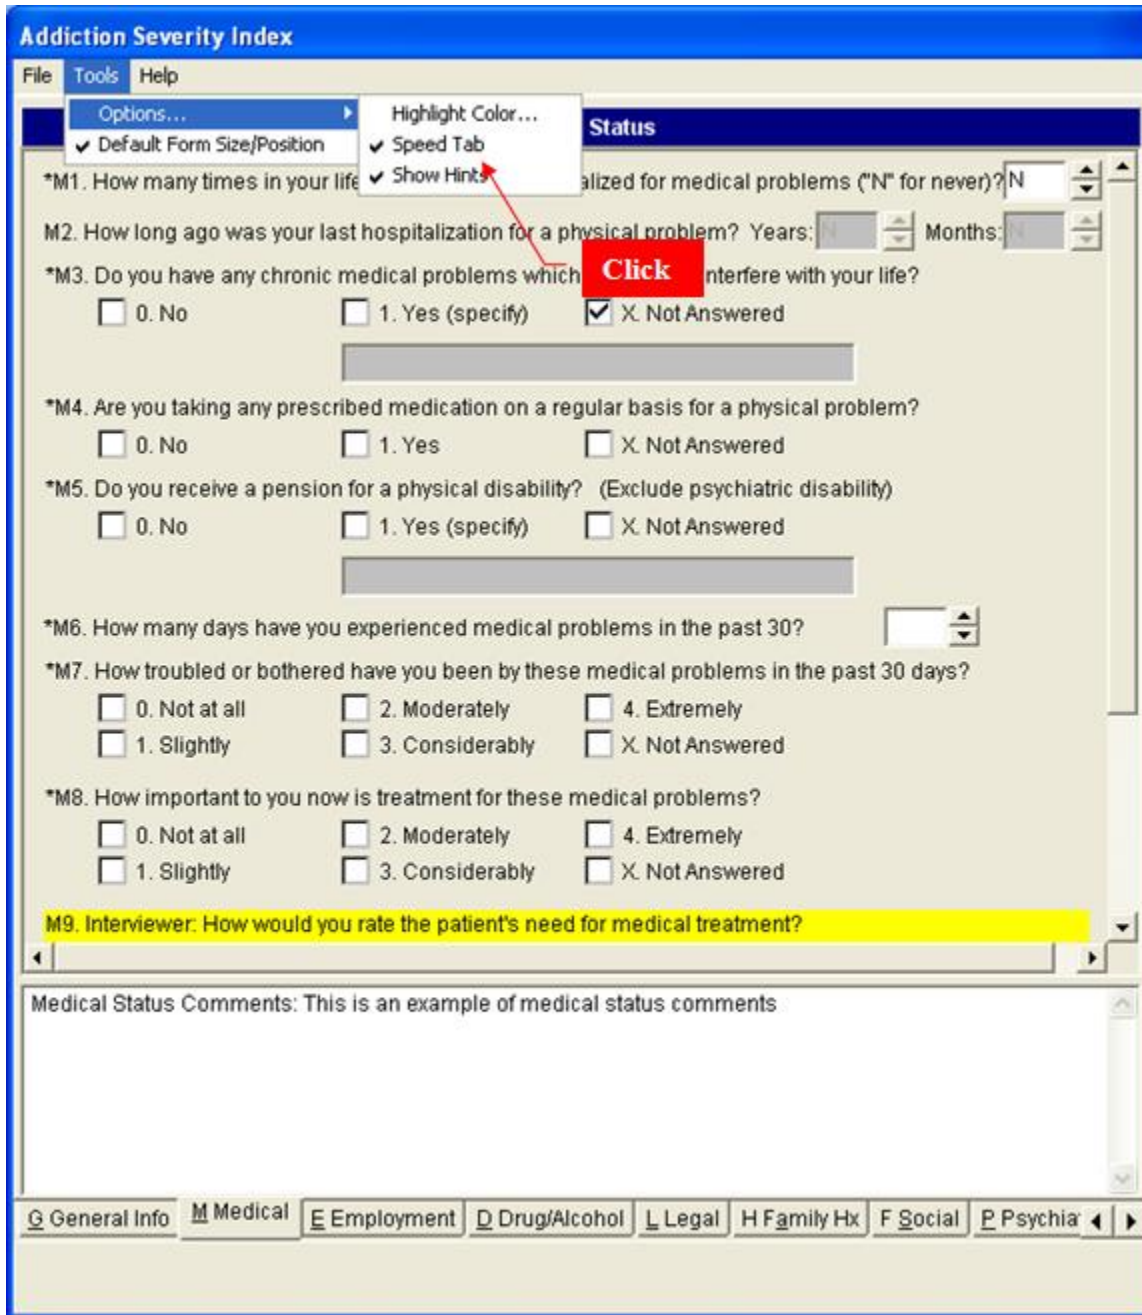 Addiction Severity Index
File Tools Help
Options... Highlight Color... Status
✔ Default Form Size/Position ✔ Speed Tab
✔ Show Hints
*M1. How many times in your life alized for medical problems ("N" for never)? N
M2. How long ago was your last hospitalization for a physical problem? Years: N Months: N
Click
*M3. Do you have any chronic medical problems which nterfere with your life?
0. No 1. Yes (specify) X. Not Answered
*M4. Are you taking any prescribed medication on a regular basis for a physical problem?
0. No 1. Yes X. Not Answered
*M5. Do you receive a pension for a physical disability? (Exclude psychiatric disability)
0. No 1. Yes (specify) X. Not Answered
*M6. How many days have you experienced medical problems in the past 30?
*M7. How troubled or bothered have you been by these medical problems in the past 30 days?
0. Not at all 2. Moderately 4. Extremely
1. Slightly 3. Considerably X. Not Answered
*M8. How important to you now is treatment for these medical problems?
0. Not at all 2. Moderately 4. Extremely
1. Slightly 3. Considerably X. Not Answered
M9. Interviewer: How would you rate the patient's need for medical treatment?
Medical Status Comments: This is an example of medical status comments
G General Info M Medical E Employment D Drug/Alcohol L Legal H Family Hx F Social P Psychia